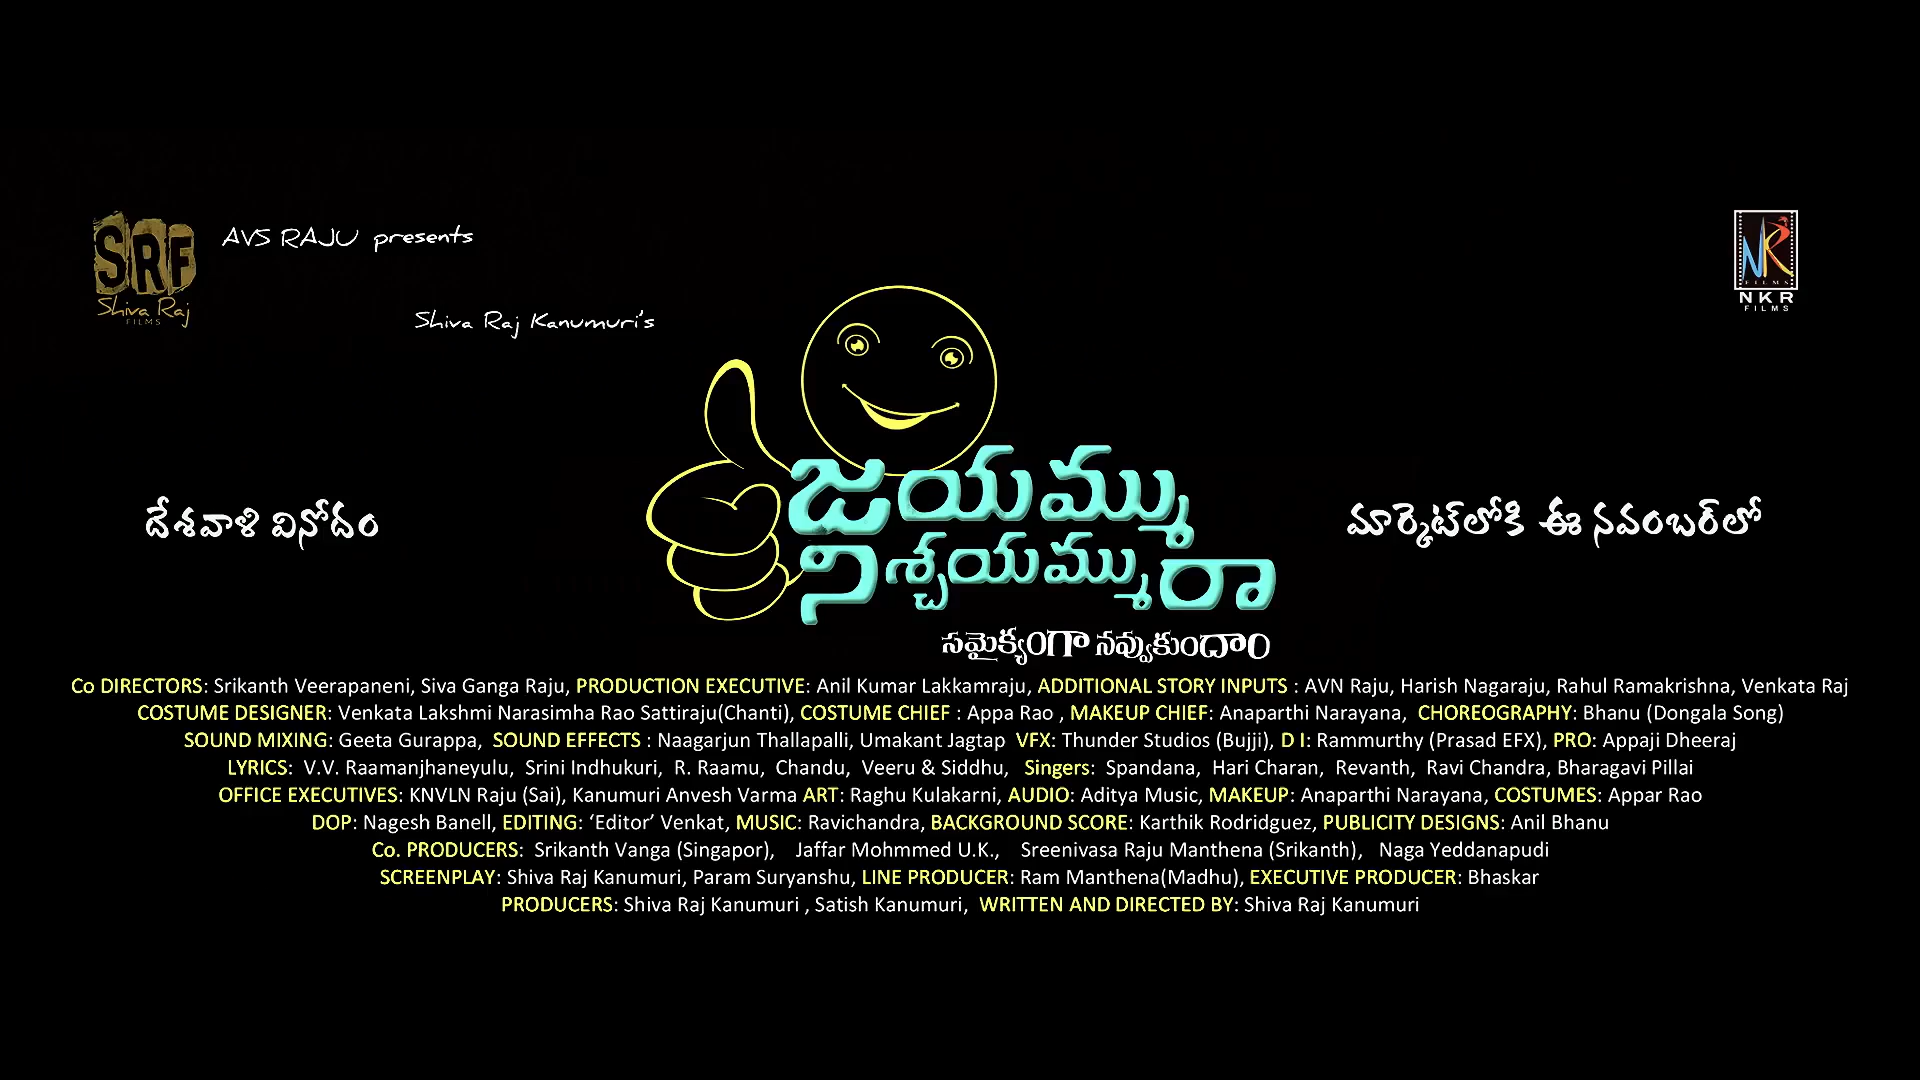 SRF
Shiva Raj
FILMS
AVS RAJU presents
Shiva Raj Kanumuri's
NKR
FILMS
జయమ్ము
నిశ్చయమ్మురా
సమైక్యంగా నవ్వుకుందాం
దేశవాళి వినోదం
మార్కెట్‌లోకి ఈ నవంబర్‌లో
Co DIRECTORS: Srikanth Veerapaneni, Siva Ganga Raju, PRODUCTION EXECUTIVE: Anil Kumar Lakkamraju, ADDITIONAL STORY INPUTS : AVN Raju, Harish Nagaraju, Rahul Ramakrishna, Venkata Raj
COSTUME DESIGNER: Venkata Lakshmi Narasimha Rao Sattiraju(Chanti), COSTUME CHIEF : Appa Rao , MAKEUP CHIEF: Anaparthi Narayana, CHOREOGRAPHY: Bhanu (Dongala Song)
SOUND MIXING: Geeta Gurappa, SOUND EFFECTS : Naagarjun Thallapalli, Umakant Jagtap VFX: Thunder Studios (Bujji), D I: Rammurthy (Prasad EFX), PRO: Appaji Dheeraj
LYRICS: V.V. Raamanjhaneyulu, Srini Indhukuri, R. Raamu, Chandu, Veeru & Siddhu, Singers: Spandana, Hari Charan, Revanth, Ravi Chandra, Bharagavi Pillai
OFFICE EXECUTIVES: KNVLN Raju (Sai), Kanumuri Anvesh Varma ART: Raghu Kulakarni, AUDIO: Aditya Music, MAKEUP: Anaparthi Narayana, COSTUMES: Appar Rao
DOP: Nagesh Banell, EDITING: ‘Editor’ Venkat, MUSIC: Ravichandra, BACKGROUND SCORE: Karthik Rodridguez, PUBLICITY DESIGNS: Anil Bhanu
Co. PRODUCERS: Srikanth Vanga (Singapor), Jaffar Mohmmed U.K., Sreenivasa Raju Manthena (Srikanth), Naga Yeddanapudi
SCREENPLAY: Shiva Raj Kanumuri, Param Suryanshu, LINE PRODUCER: Ram Manthena(Madhu), EXECUTIVE PRODUCER: Bhaskar
PRODUCERS: Shiva Raj Kanumuri , Satish Kanumuri, WRITTEN AND DIRECTED BY: Shiva Raj Kanumuri